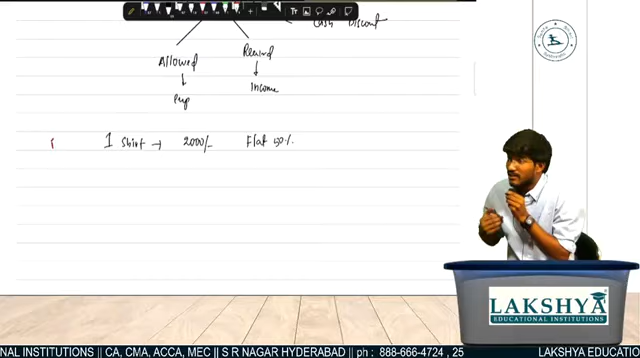 Cash Discount
Allowed
Received
Exp
Income
1 Shirt → 2000/- Flat 50%
Tr
LAKSHYA
EDUCATIONAL INSTITUTIONS
NAL INSTITUTIONS || CA, CMA, ACCA, MEC || S R NAGAR HYDERABAD || ph : 888-666-4724 , 25
LAKSHYA EDUCATIO